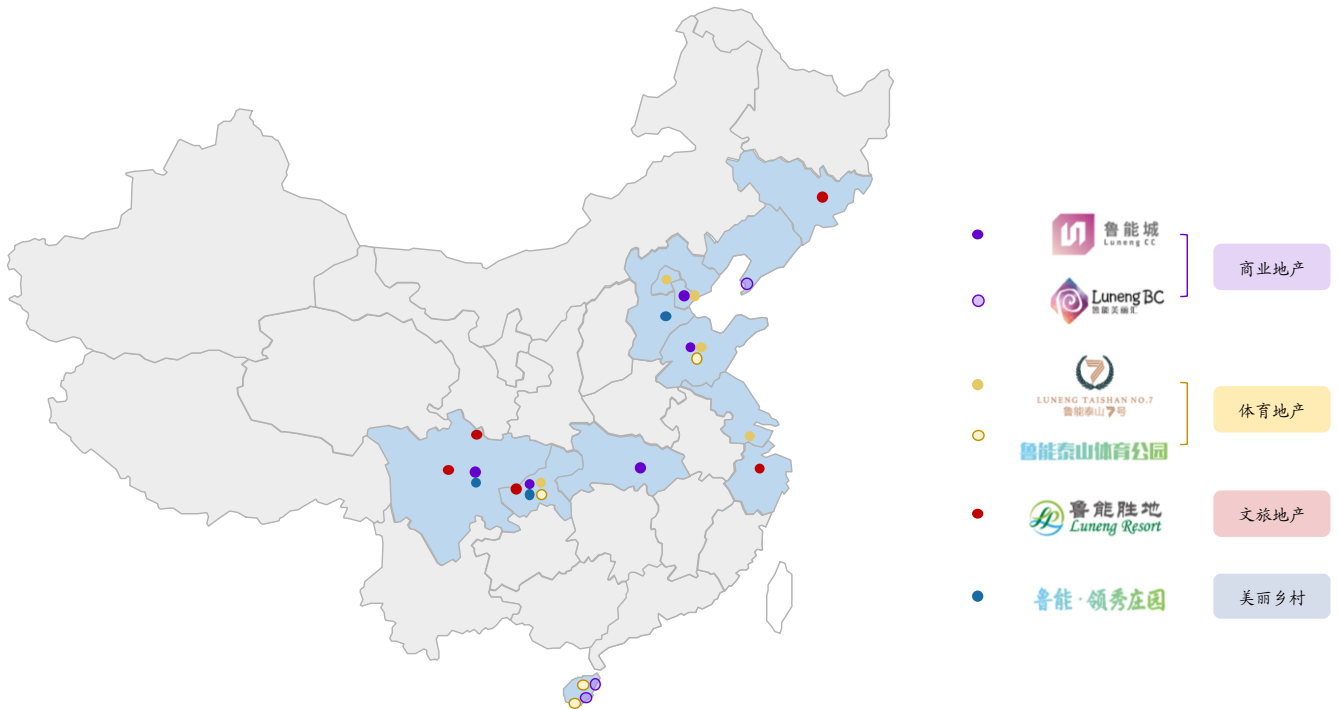 鲁能城
Luneng CC
商业地产
Luneng BC
鲁能美丽汇
7
LUNENG TAISHAN NO.7
鲁能泰山7号
体育地产
鲁能泰山体育公园
鲁能胜地
Luneng Resort
文旅地产
鲁能·领秀庄园
美丽乡村